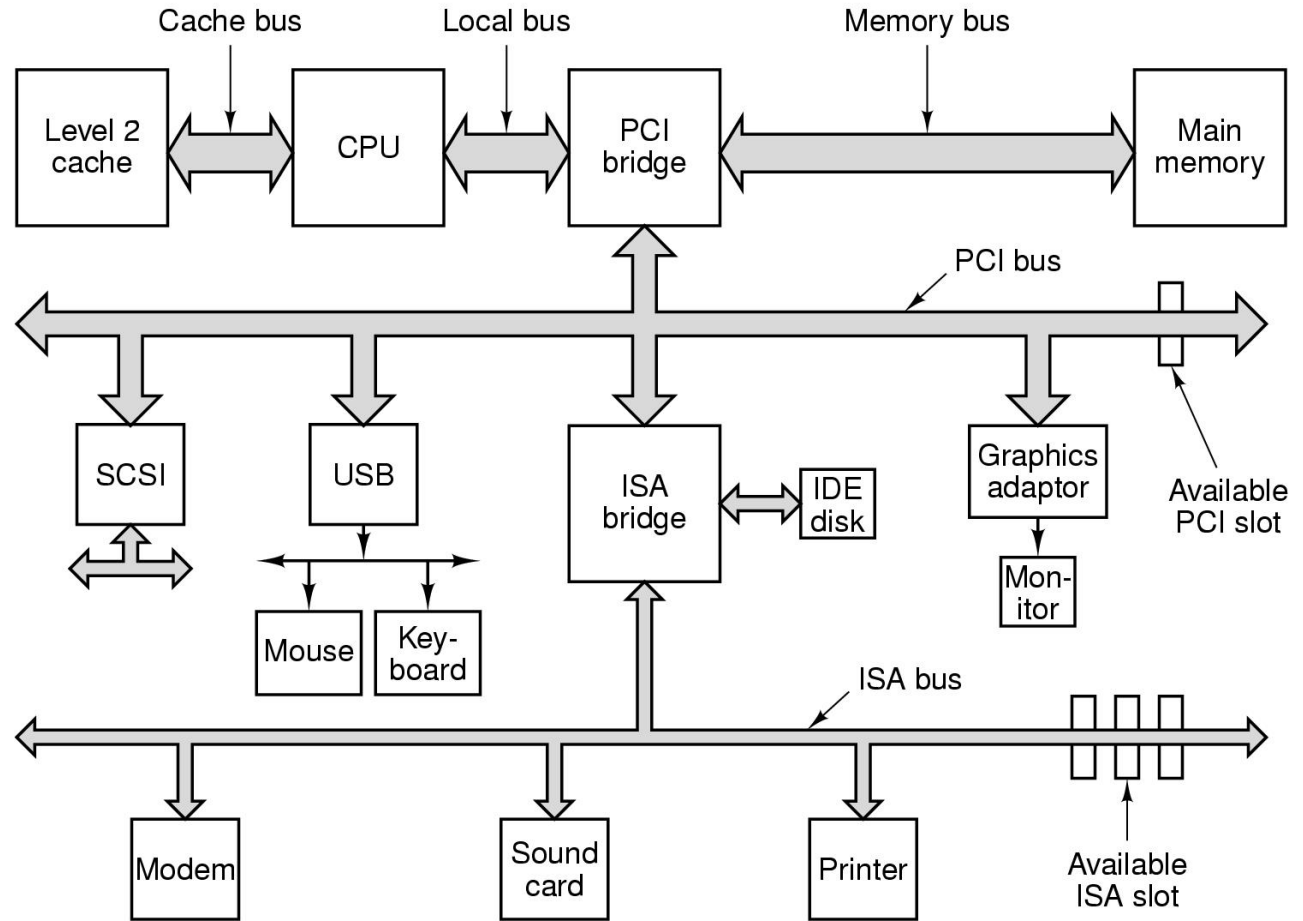 Cache bus
Local bus
Memory bus
Level 2
cache
CPU
PCI
bridge
Main
memory
PCI bus
SCSI
USB
ISA
bridge
IDE
disk
Graphics
adaptor
Available
PCI slot
Mon-
itor
Mouse
Key-
board
ISA bus
Modem
Sound
card
Printer
Available
ISA slot